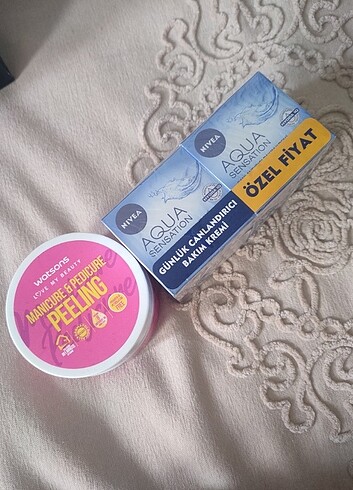 NIVEA
AQUA
SENSATION
ÖZEL FİYAT
NIVEA
AQUA
SENSATION
GÜNLÜK CANLANDIRICI
BAKIM KREMİ
watsons
LOVE MY BEAUTY
MANICURE & PEDICURE
PEELING